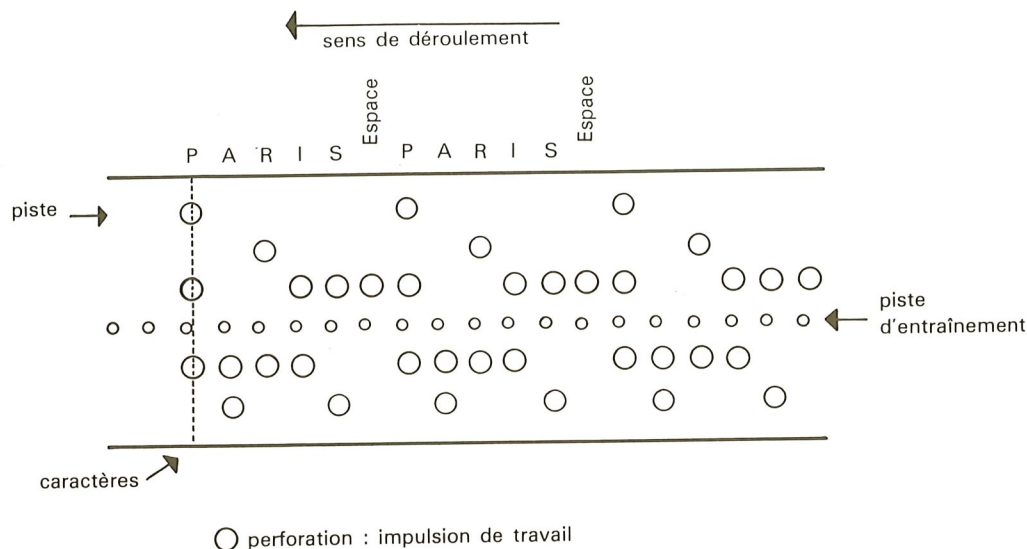 sens de déroulement
Espace
Espace
P A R I S P A R I S
piste
piste
d'entraînement
caractères
perforation : impulsion de travail